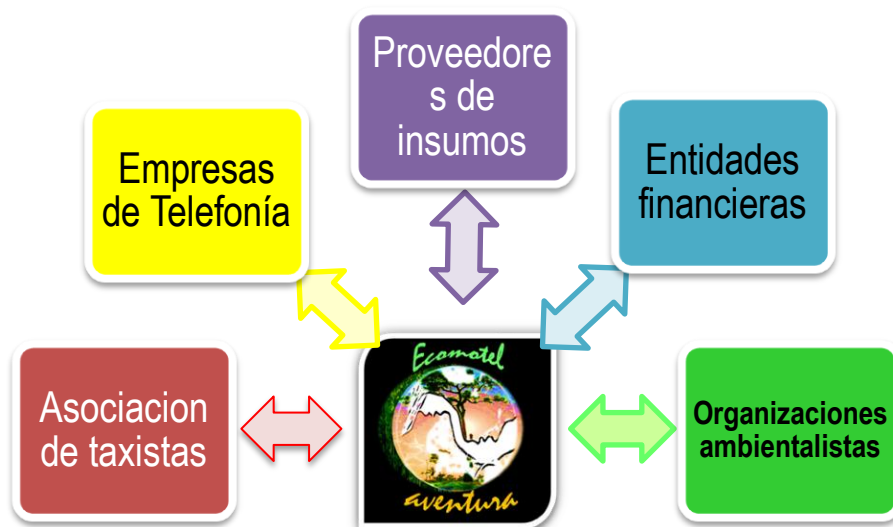 Proveedore
s de
insumos
Empresas
de Telefonía
Entidades
financieras
Asociacion
de taxistas
Ecomotel
aventura
Organizaciones
ambientalistas